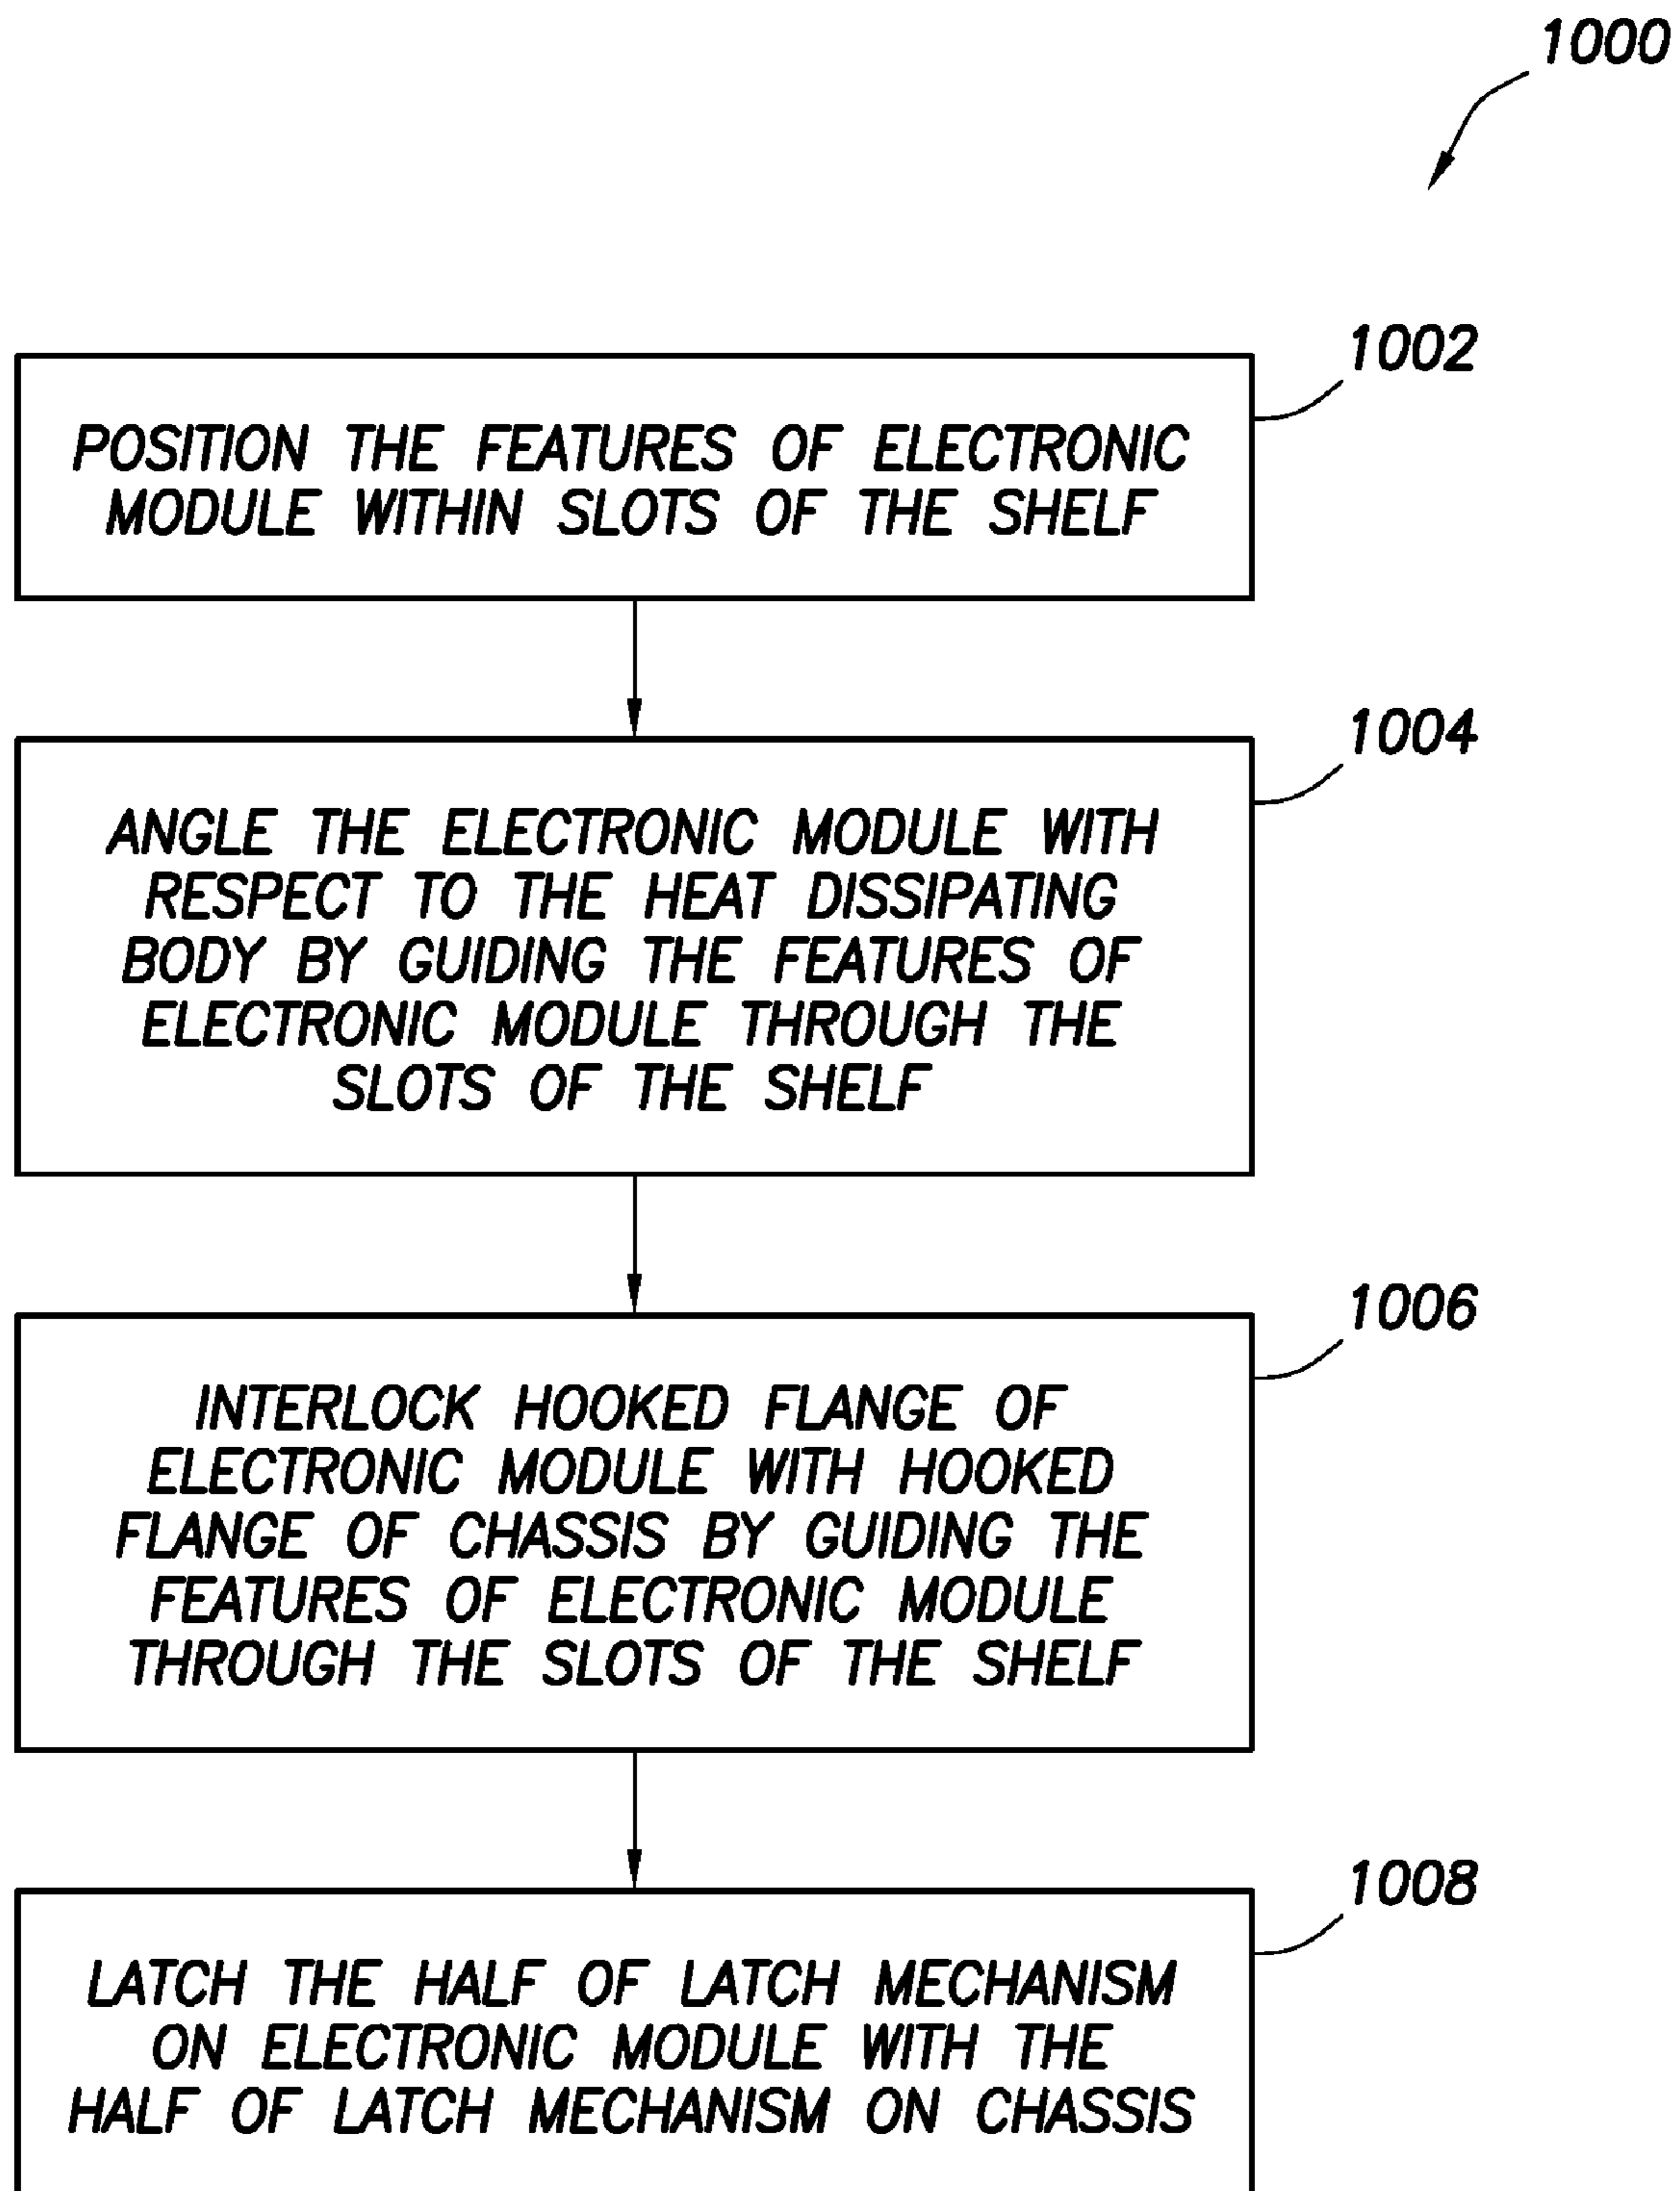 1000
1002
POSITION THE FEATURES OF ELECTRONIC
MODULE WITHIN SLOTS OF THE SHELF
1004
ANGLE THE ELECTRONIC MODULE WITH
RESPECT TO THE HEAT DISSIPATING
BODY BY GUIDING THE FEATURES OF
ELECTRONIC MODULE THROUGH THE
SLOTS OF THE SHELF
1006
INTERLOCK HOOKED FLANGE OF
ELECTRONIC MODULE WITH HOOKED
FLANGE OF CHASSIS BY GUIDING THE
FEATURES OF ELECTRONIC MODULE
THROUGH THE SLOTS OF THE SHELF
1008
LATCH THE HALF OF LATCH MECHANISM
ON ELECTRONIC MODULE WITH THE
HALF OF LATCH MECHANISM ON CHASSIS